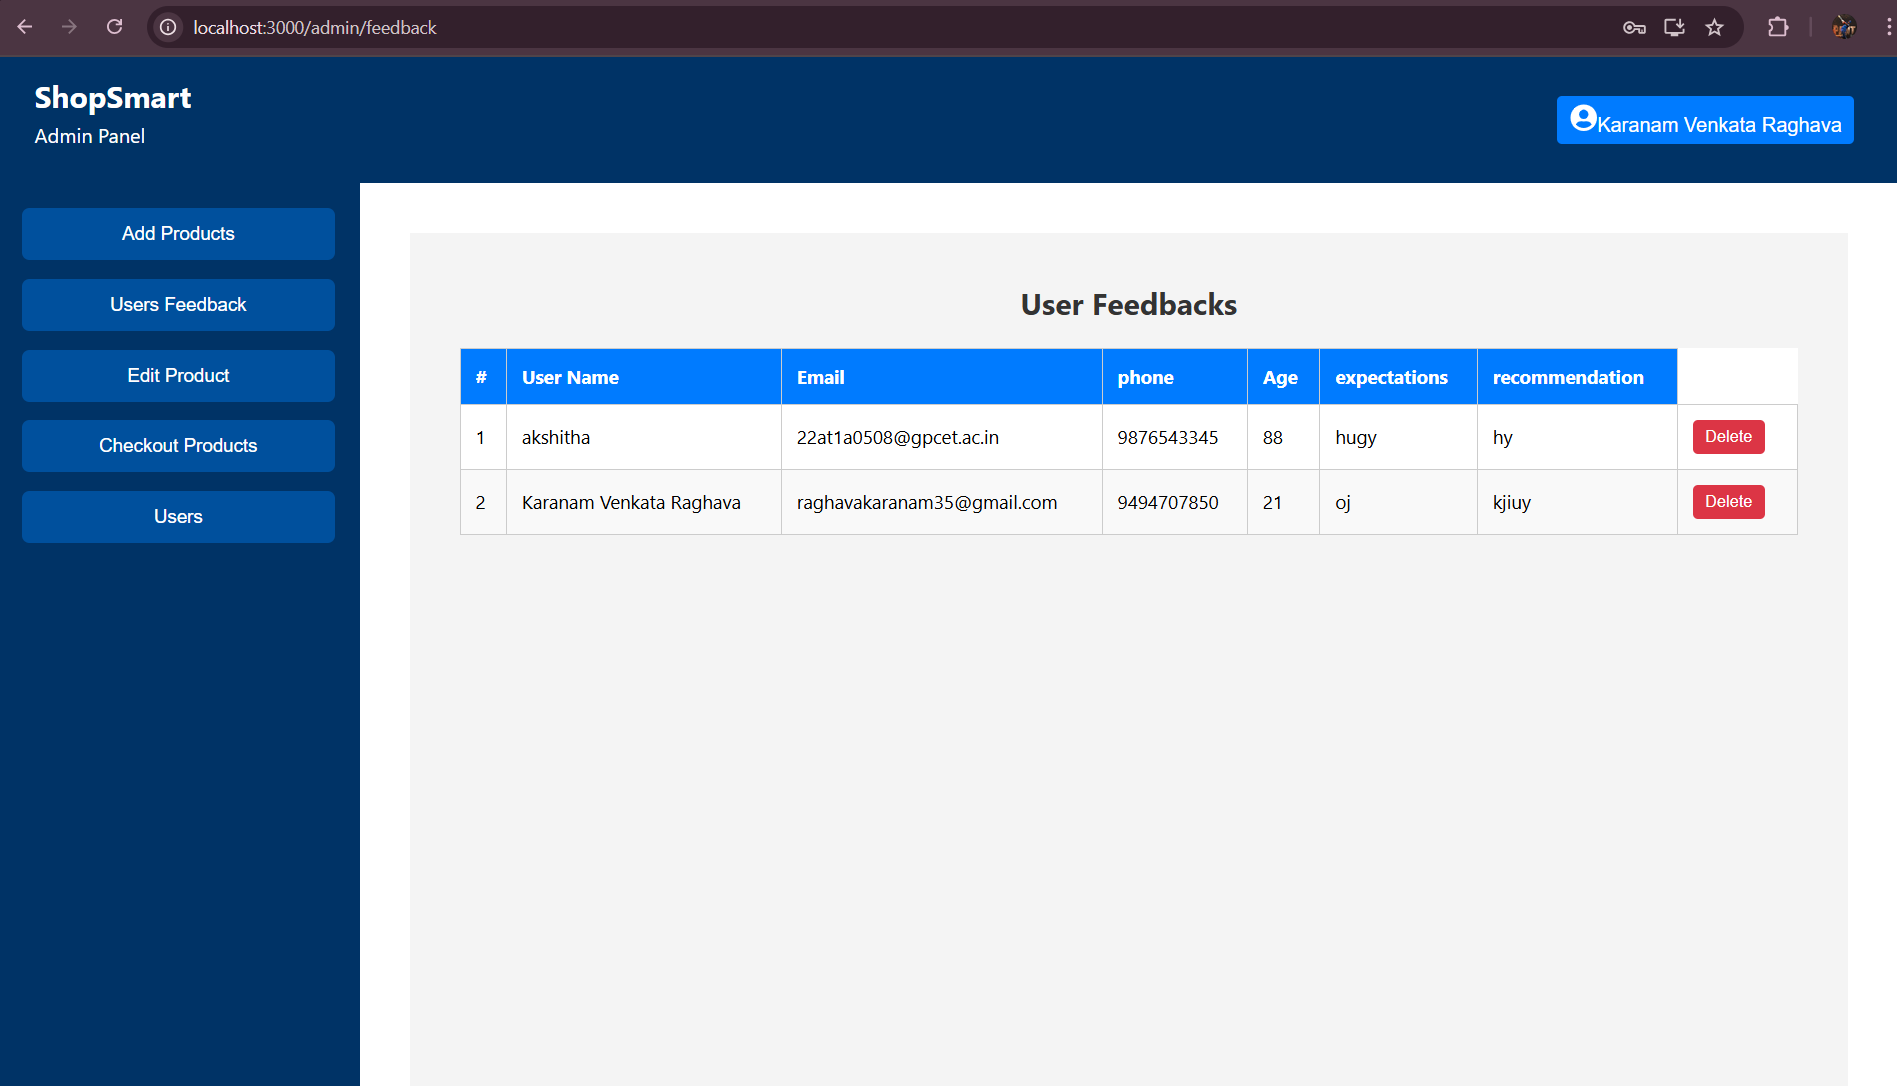 localhost:3000/admin/feedback
ShopSmart
Admin Panel
Karanam Venkata Raghava
Add Products
Users Feedback
Edit Product
Checkout Products
Users
User Feedbacks
# User Name Email phone Age expectations recommendation
1 akshitha 22at1a0508@gpcet.ac.in 9876543345 88 hugy hy Delete
2 Karanam Venkata Raghava raghavakaranam35@gmail.com 9494707850 21 oj kjiuy Delete